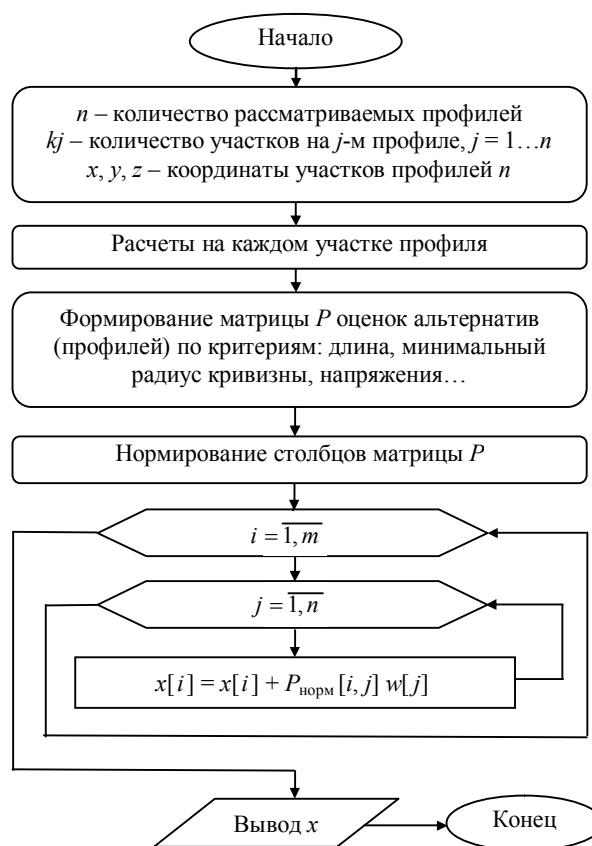 Начало
n – количество рассматриваемых профилей
kj – количество участков на j-м профиле, j = 1…n
x, y, z – координаты участков профилей n
Расчеты на каждом участке профиля
Формирование матрицы P оценок альтернатив
(профилей) по критериям: длина, минимальный
радиус кривизны, напряжения…
Нормирование столбцов матрицы P
i = 1, m
j = 1, n
x[i] = x[i] + Pнорм[i, j] w[j]
Вывод x
Конец